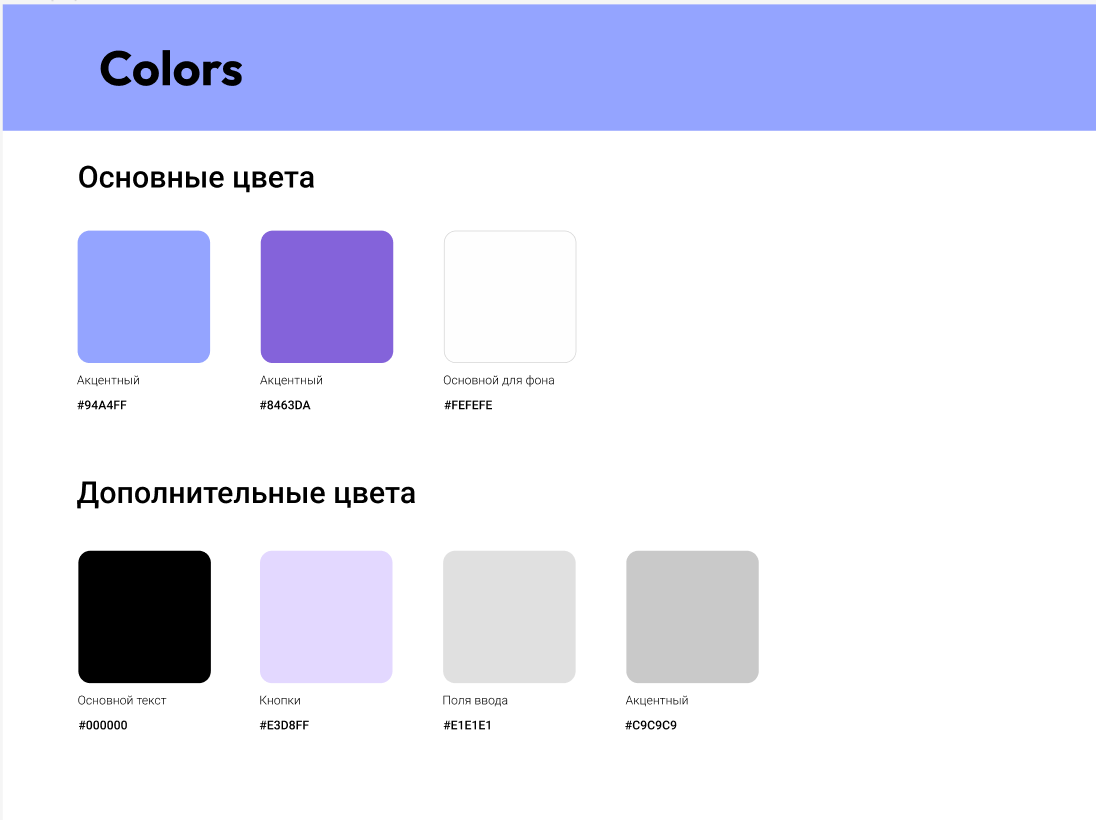 Colors
Основные цвета
Акцентный
#94A4FF
Акцентный
#8463DA
Основной для фона
#FEFEFE
Дополнительные цвета
Основной текст
#000000
Кнопки
#E3D8FF
Поля ввода
#E1E1E1
Акцентный
#C9C9C9